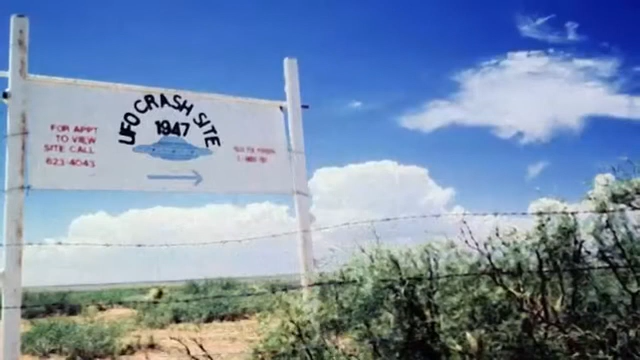 UFO CRASH SITE
1947
FOR APPT
TO VIEW
SITE CALL
623-4043